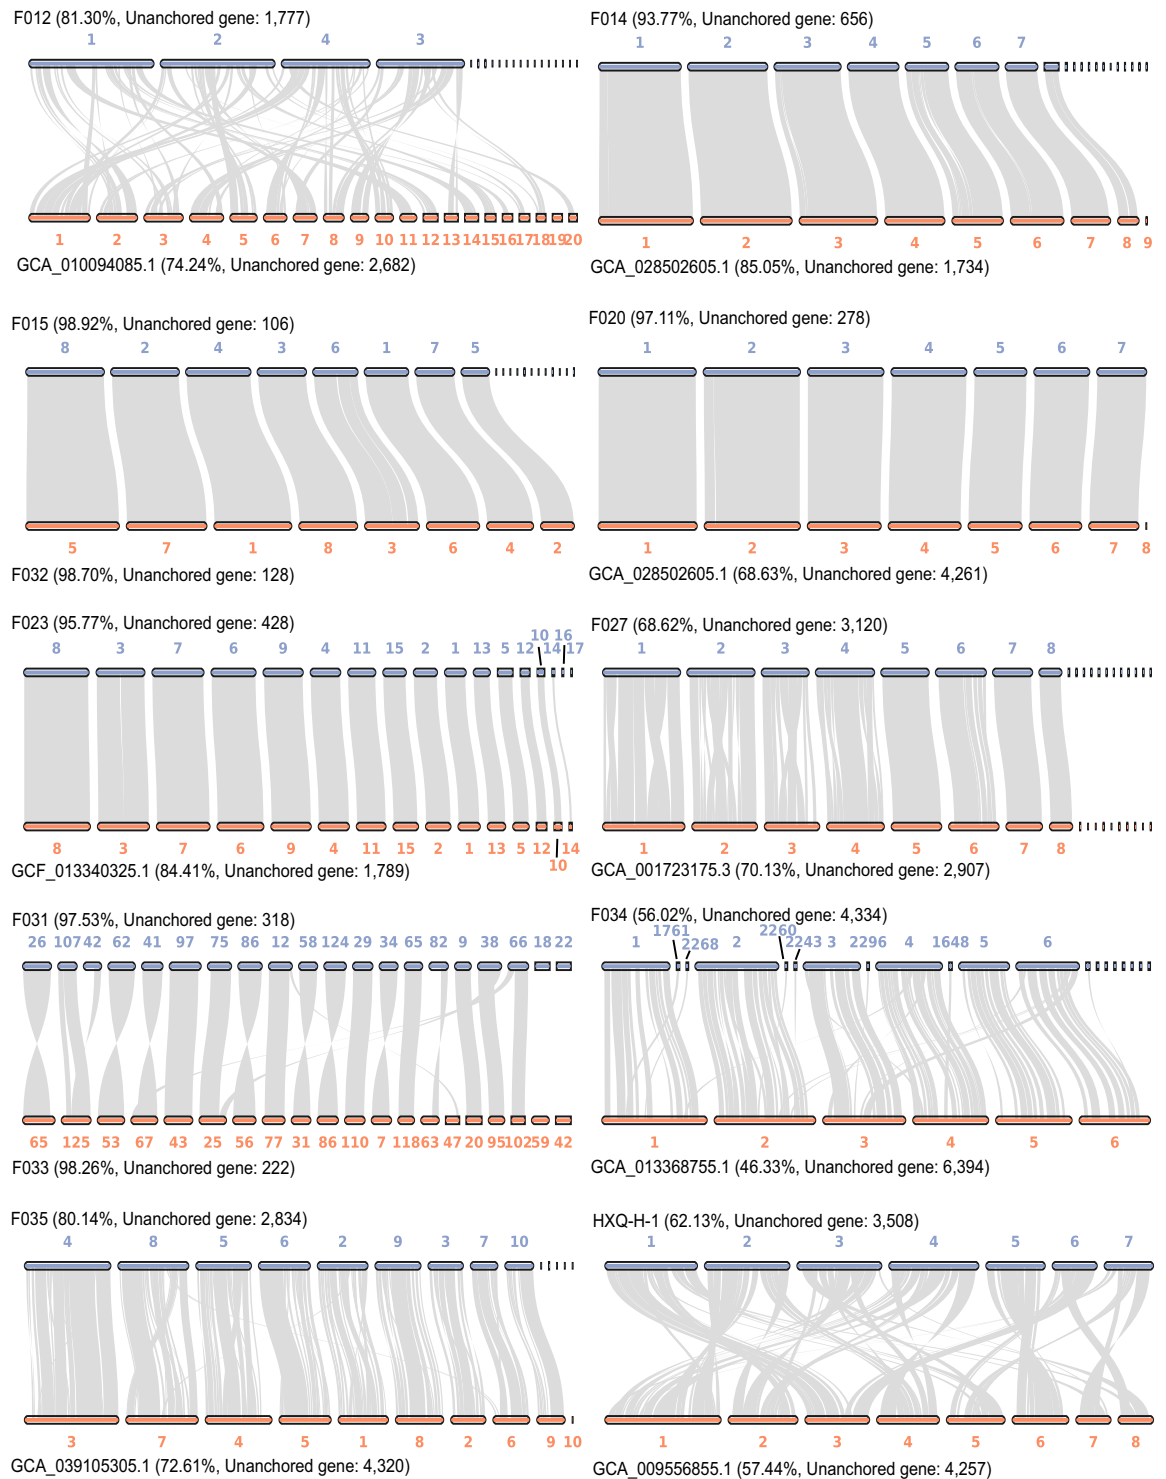 F012 (81.30%, Unanchored gene: 1,777)
1 2 4 3
1 2 3 4 5 6 7 8 9 10 11 12 13 14 15 16 17 18 19 20
GCA_010094085.1 (74.24%, Unanchored gene: 2,682)
F014 (93.77%, Unanchored gene: 656)
1 2 3 4 5 6 7
1 2 3 4 5 6 7 8 9
GCA_028502605.1 (85.05%, Unanchored gene: 1,734)
F015 (98.92%, Unanchored gene: 106)
8 2 4 3 6 1 7 5
5 7 1 8 3 6 4 2
F032 (98.70%, Unanchored gene: 128)
F020 (97.11%, Unanchored gene: 278)
1 2 3 4 5 6 7
1 2 3 4 5 6 7 8
GCA_028502605.1 (68.63%, Unanchored gene: 4,261)
F023 (95.77%, Unanchored gene: 428)
8 3 7 6 9 4 11 15 2 1 13 5 12 10 14 16 17
8 3 7 6 9 4 11 15 2 1 13 5 12 10 14
GCF_013340325.1 (84.41%, Unanchored gene: 1,789)
F027 (68.62%, Unanchored gene: 3,120)
1 2 3 4 5 6 7 8
1 2 3 4 5 6 7 8
GCA_001723175.3 (70.13%, Unanchored gene: 2,907)
F031 (97.53%, Unanchored gene: 318)
26 107 42 62 41 97 75 86 12 58 124 29 34 65 82 9 38 66 18 22
65 125 53 67 43 25 56 77 31 86 110 7 118 63 47 20 95 102 59 42
F033 (98.26%, Unanchored gene: 222)
F034 (56.02%, Unanchored gene: 4,334)
1 1761 2268 2 2260 2243 3 2296 4 1648 5 6
1 2 3 4 5 6
GCA_013368755.1 (46.33%, Unanchored gene: 6,394)
F035 (80.14%, Unanchored gene: 2,834)
4 8 5 6 2 9 3 7 10
3 7 4 5 1 8 2 6 9 10
GCA_039105305.1 (72.61%, Unanchored gene: 4,320)
HXQ-H-1 (62.13%, Unanchored gene: 3,508)
1 2 3 4 5 6 7
1 2 3 4 5 6 7 8
GCA_009556855.1 (57.44%, Unanchored gene: 4,257)